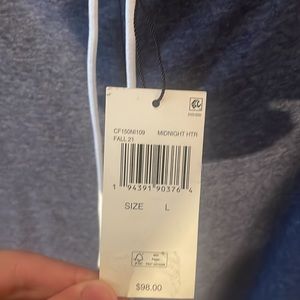 CF150NI109 MIDNIGHT HTR
FALL 21
1 94391 90376 4
SIZE L
$98.00